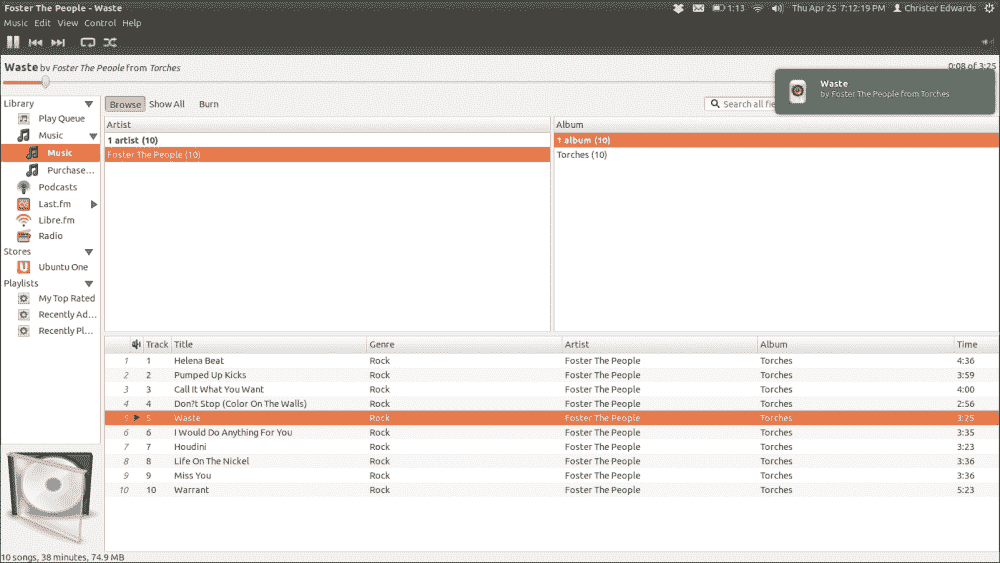 Foster The People - Waste
1:13 Thu Apr 25 7:12:19 PM Christer Edwards
Music Edit View Control Help
Waste by Foster The People from Torches
0:08 of 3:25
Waste
by Foster The People from Torches
Library
Play Queue
Music
Music
Purchase...
Podcasts
Last.fm
Libre.fm
Radio
Stores
Ubuntu One
Playlists
My Top Rated
Recently Ad...
Recently Pl...
Browse Show All Burn
Search all fie
Artist
1 artist (10)
Foster The People (10)
Album
1 album (10)
Torches (10)
Track Title Genre Artist Album Time
1 1 Helena Beat Rock Foster The People Torches 4:36
2 2 Pumped Up Kicks Rock Foster The People Torches 3:59
3 3 Call It What You Want Rock Foster The People Torches 4:00
4 4 Don?t Stop (Color On The Walls) Rock Foster The People Torches 2:56
5 5 Waste Rock Foster The People Torches 3:25
6 6 I Would Do Anything For You Rock Foster The People Torches 3:35
7 7 Houdini Rock Foster The People Torches 3:23
8 8 Life On The Nickel Rock Foster The People Torches 3:36
9 9 Miss You Rock Foster The People Torches 3:36
10 10 Warrant Rock Foster The People Torches 5:23
10 songs, 38 minutes, 74.9 MB